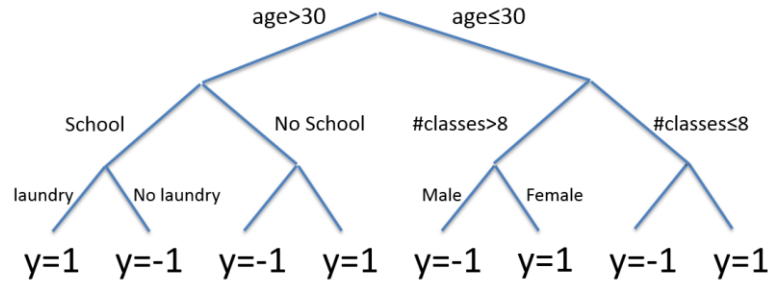 age>30 age≤30
School No School #classes>8 #classes≤8
laundry No laundry Male Female
y=1 y=-1 y=-1 y=1 y=-1 y=1 y=-1 y=1